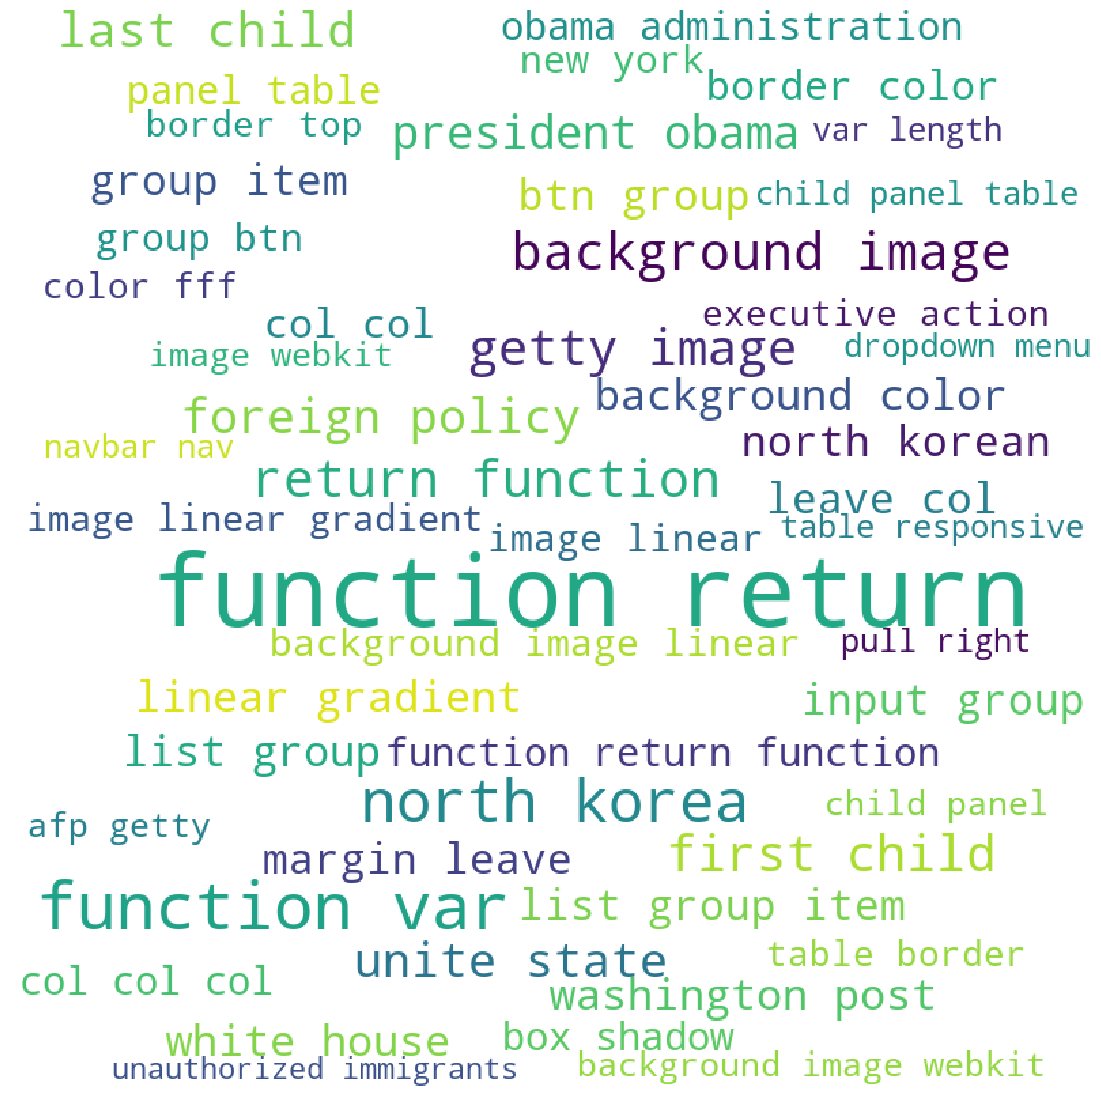 last child
obama administration
new york
panel table
border color
border top
president obama
var length
group item
btn group
child panel table
group btn
background image
color fff
executive action
col col
getty image
dropdown menu
image webkit
background color
foreign policy
north korean
navbar nav
return function
leave col
image linear gradient
image linear
table responsive
function return
background image linear
pull right
linear gradient
input group
list group
function return function
north korea
child panel
afp getty
margin leave
first child
function var
list group item
unite state
table border
col col col
washington post
white house
box shadow
unauthorized immigrants
background image webkit